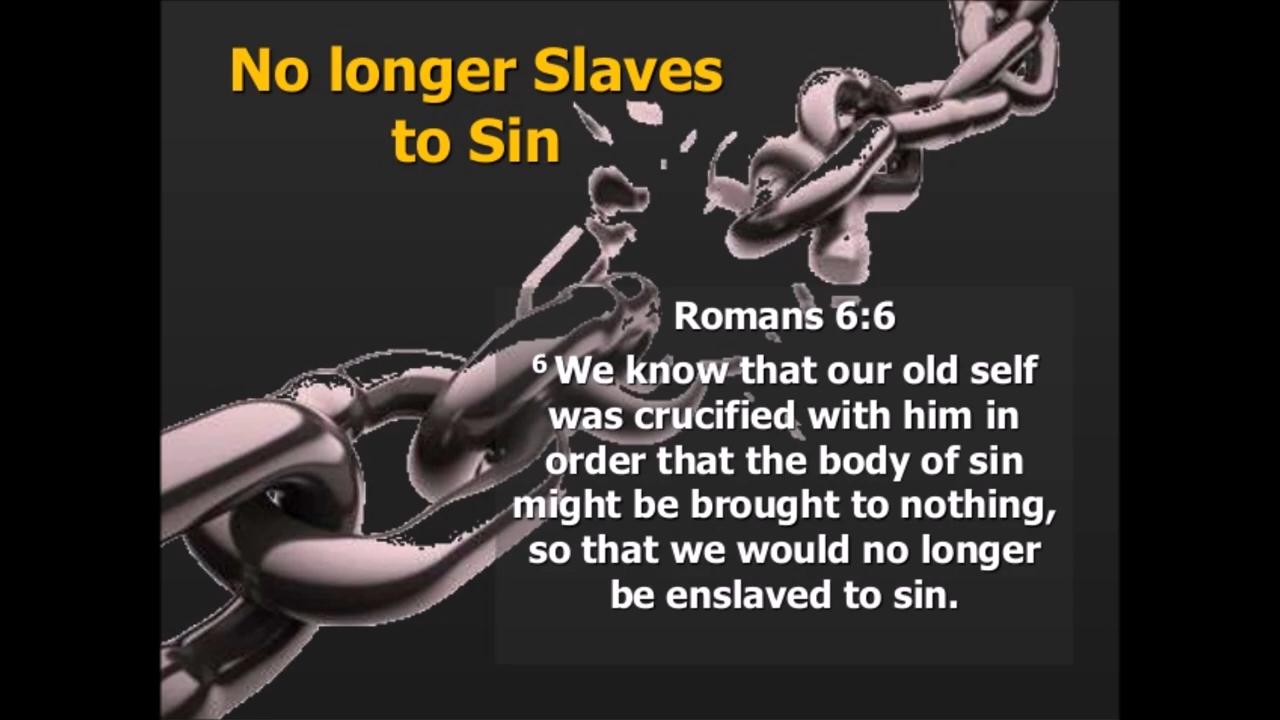 No longer Slaves
to Sin
Romans 6:6
6 We know that our old self
was crucified with him in
order that the body of sin
might be brought to nothing,
so that we would no longer
be enslaved to sin.